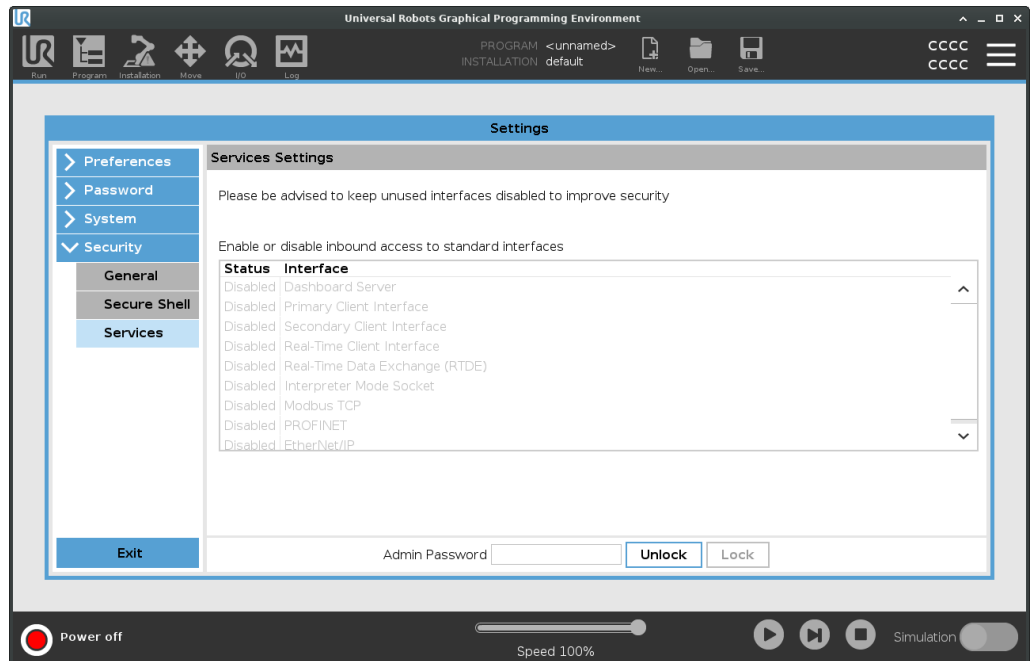 UR
Universal Robots Graphical Programming Environment
UR
Run
Program
Installation
Move
I/O
Log
PROGRAM <unnamed>
INSTALLATION default
New...
Open...
Save...
CCCC
CCCC
Settings
Preferences
Password
System
Security
General
Secure Shell
Services
Exit
Services Settings
Please be advised to keep unused interfaces disabled to improve security
Enable or disable inbound access to standard interfaces
Status Interface
Disabled Dashboard Server
Disabled Primary Client Interface
Disabled Secondary Client Interface
Disabled Real-Time Client Interface
Disabled Real-Time Data Exchange (RTDE)
Disabled Interpreter Mode Socket
Disabled Modbus TCP
Disabled PROFINET
Disabled EtherNet/IP
Admin Password Unlock Lock
Power off
Speed 100%
Simulation